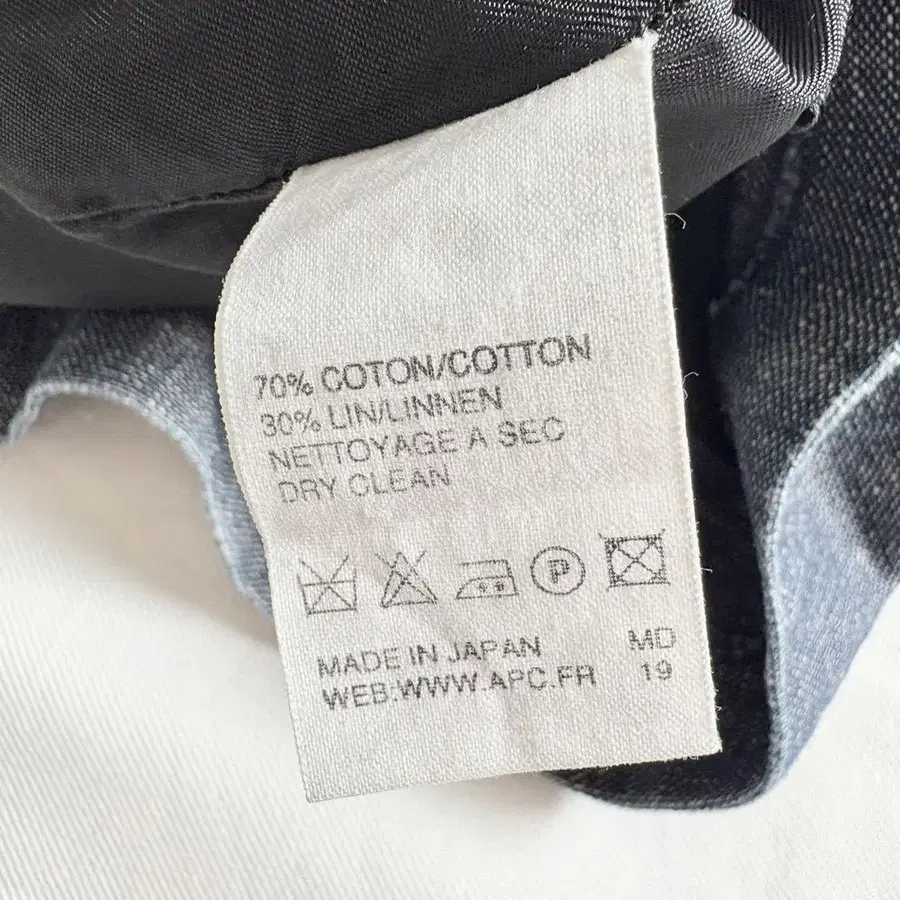 70% COTON/COTTON
30% LIN/LINNEN
NETTOYAGE A SEC
DRY CLEAN
P
MADE IN JAPAN MD
WEB:WWW.APC.FR 19